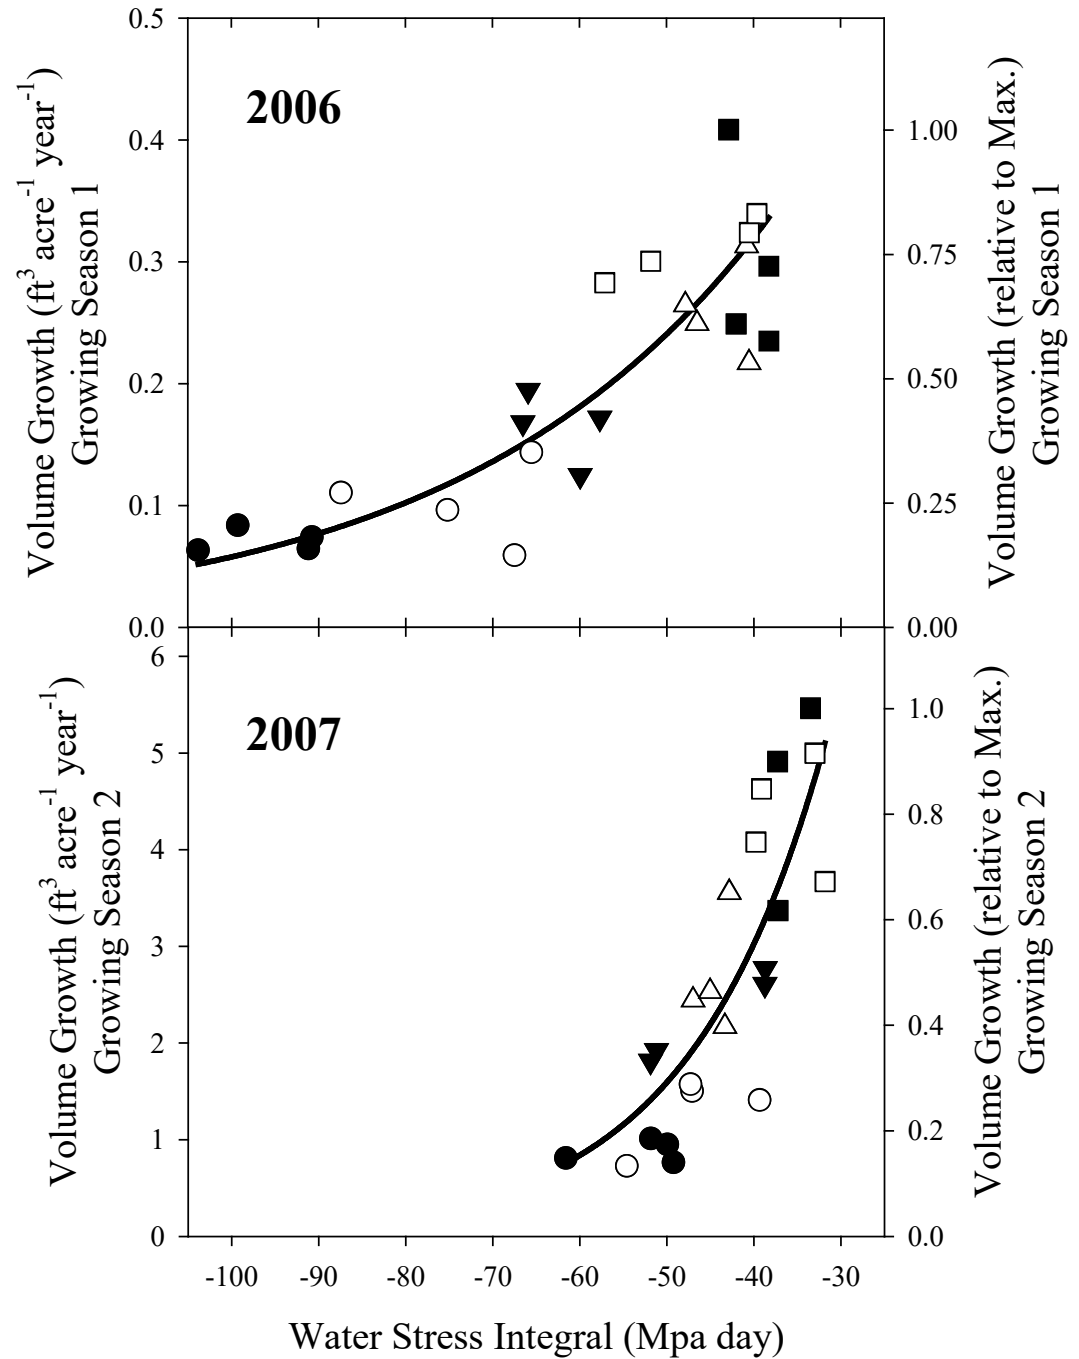 0.5
0.4
0.3
0.2
0.1
0.0
Volume Growth (ft³ acre⁻¹ year⁻¹)
Growing Season 1
2006
1.00
0.75
0.50
0.25
0.00
Volume Growth (relative to Max.)
Growing Season 1
6
5
4
3
2
1
0
Volume Growth (ft³ acre⁻¹ year⁻¹)
Growing Season 2
2007
1.0
0.8
0.6
0.4
0.2
0.0
Volume Growth (relative to Max.)
Growing Season 2
-100 -90 -80 -70 -60 -50 -40 -30
Water Stress Integral (Mpa day)